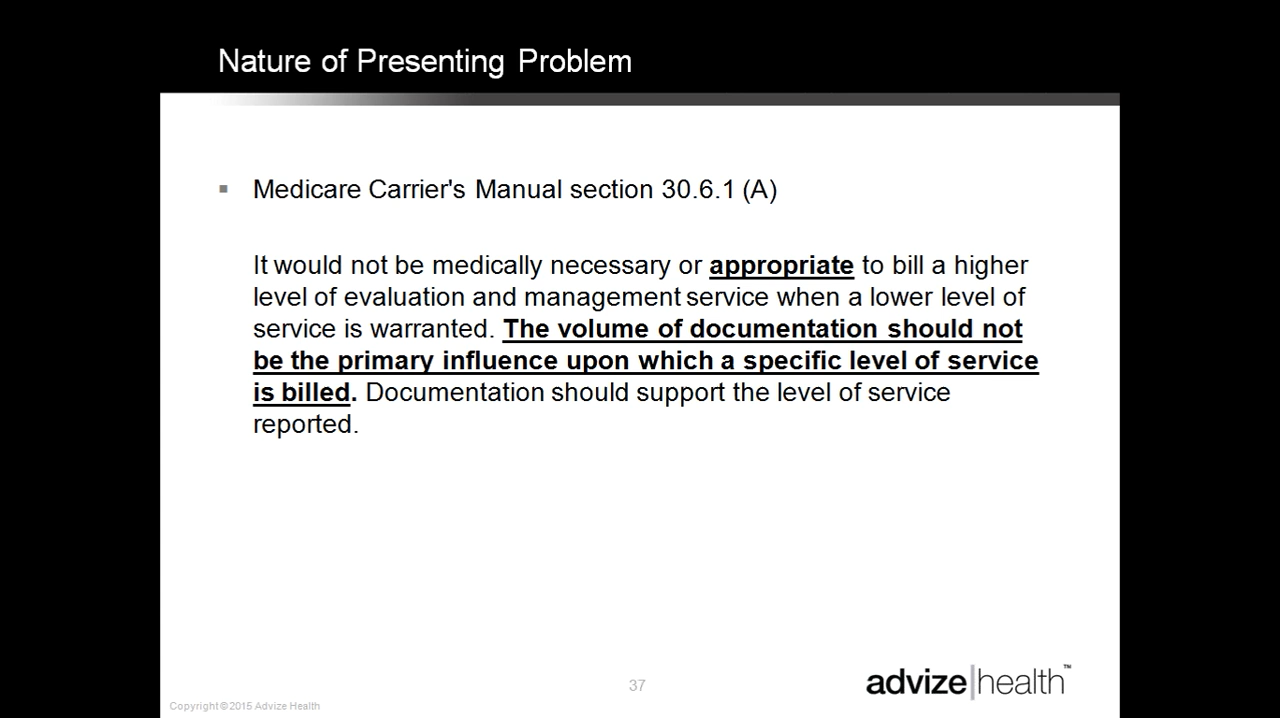 Nature of Presenting Problem
▪ Medicare Carrier's Manual section 30.6.1 (A)
It would not be medically necessary or appropriate to bill a higher
level of evaluation and management service when a lower level of
service is warranted. The volume of documentation should not
be the primary influence upon which a specific level of service
is billed. Documentation should support the level of service
reported.
37
advize|health™
Copyright©2015 Advize Health